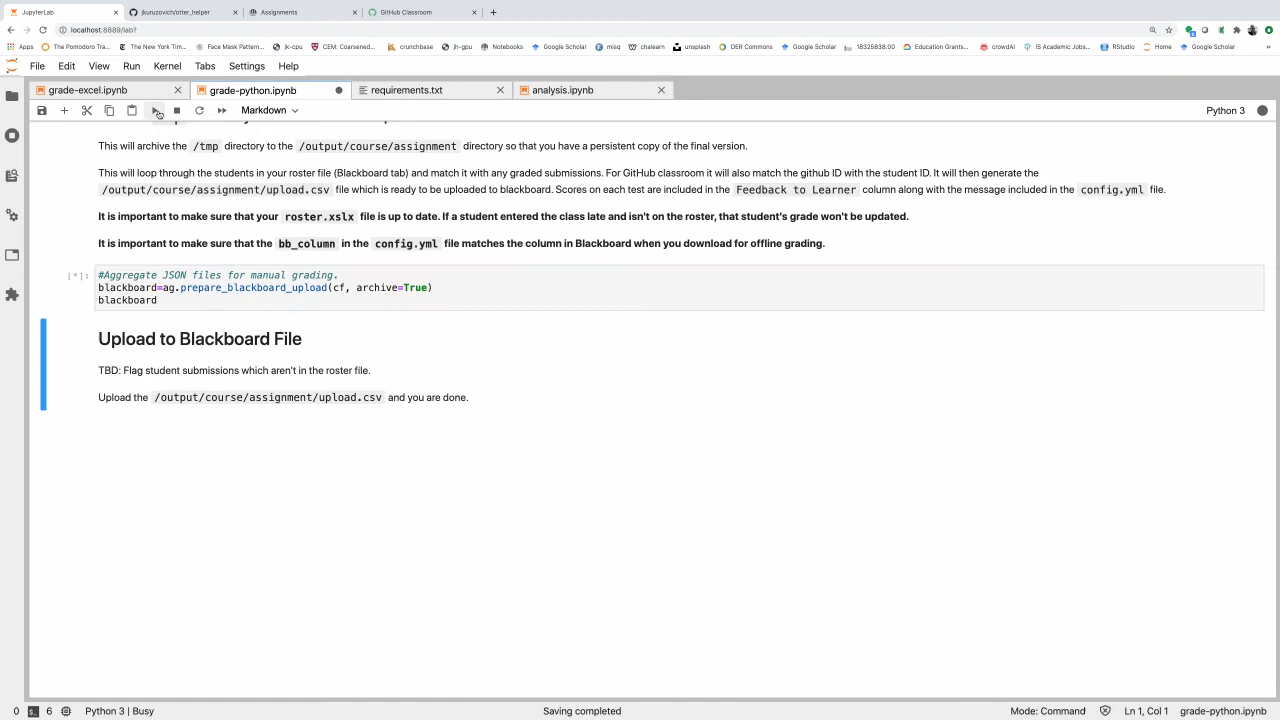 JupyterLab
jkuruzovich/otter_helper
Assignments
GitHub Classroom
localhost:8889/lab?
Apps
The Pomodoro Tra...
The New York Tim...
Face Mask Pattern...
jk-cpu
CEM: Coarsened...
crunchbase
jh-gpu
Notebooks
Google Scholar
misq
chalearn
unsplash
OER Commons
Google Scholar
18325838.00
Education Grants...
crowdAI
IS Academic Jobs...
RStudio
Home
Google Scholar
»
File Edit View Run Kernel Tabs Settings Help
grade-excel.ipynb
grade-python.ipynb
requirements.txt
analysis.ipynb
Markdown
Python 3
This will archive the /tmp directory to the /output/course/assignment directory so that you have a persistent copy of the final version.
This will loop through the students in your roster file (Blackboard tab) and match it with any graded submissions. For GitHub classroom it will also match the github ID with the student ID. It will then generate the
/output/course/assignment/upload.csv file which is ready to be uploaded to blackboard. Scores on each test are included in the Feedback to Learner column along with the message included in the config.yml file.
It is important to make sure that your roster.xslx file is up to date. If a student entered the class late and isn't on the roster, that student's grade won't be updated.
It is important to make sure that the bb_column in the config.yml file matches the column in Blackboard when you download for offline grading.
[*]:
#Aggregate JSON files for manual grading.
blackboard=ag.prepare_blackboard_upload(cf, archive=True)
blackboard
Upload to Blackboard File
TBD: Flag student submissions which aren't in the roster file.
Upload the /output/course/assignment/upload.csv and you are done.
0 6 Python 3 | Busy
Saving completed
Mode: Command
Ln 1, Col 1
grade-python.ipynb